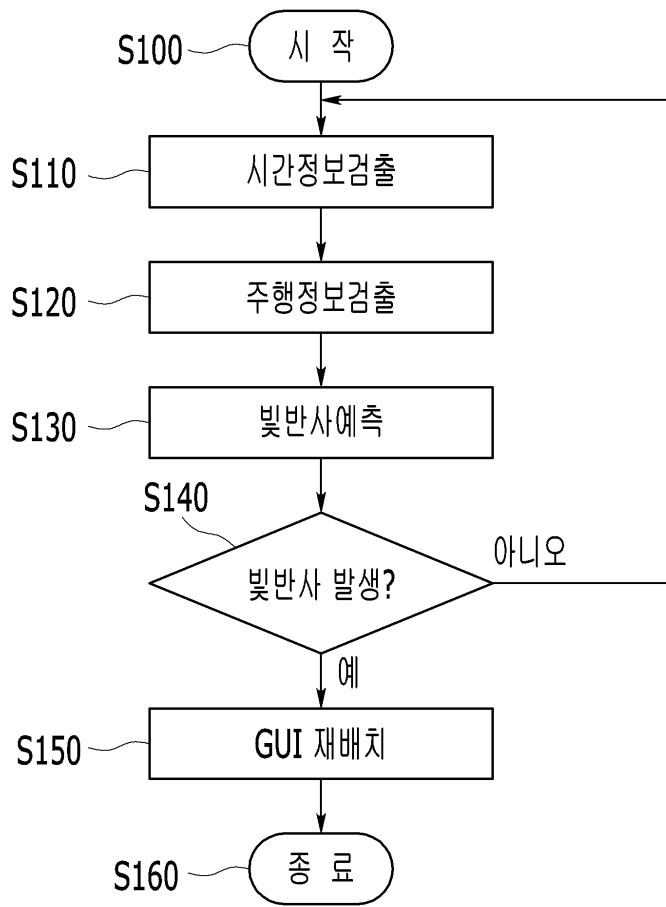 S100
시 작
S110
시간정보검출
S120
주행정보검출
S130
빛반사예측
S140
빛반사 발생?
아니오
예
S150
GUI 재배치
S160
종 료